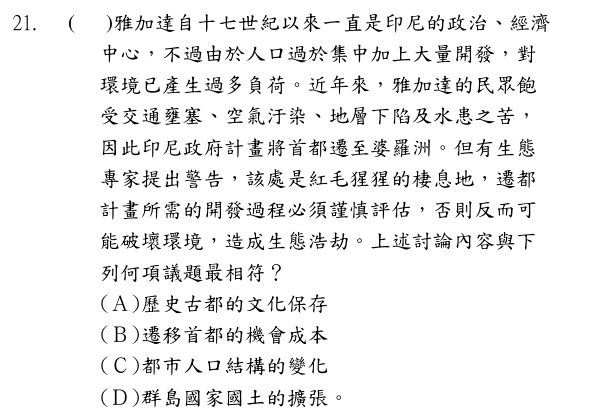 21. ( )雅加達自十七世紀以來一直是印尼的政治、經濟
中心，不過由於人口過於集中加上大量開發，對
環境已產生過多負荷。近年來，雅加達的民眾飽
受交通壅塞、空氣汙染、地層下陷及水患之苦，
因此印尼政府計畫將首都遷至婆羅洲。但有生態
專家提出警告，該處是紅毛猩猩的棲息地，遷都
計畫所需的開發過程必須謹慎評估，否則反而可
能破壞環境，造成生態浩劫。上述討論內容與下
列何項議題最相符？
(A)歷史古都的文化保存
(B)遷移首都的機會成本
(C)都市人口結構的變化
(D)群島國家國土的擴張。